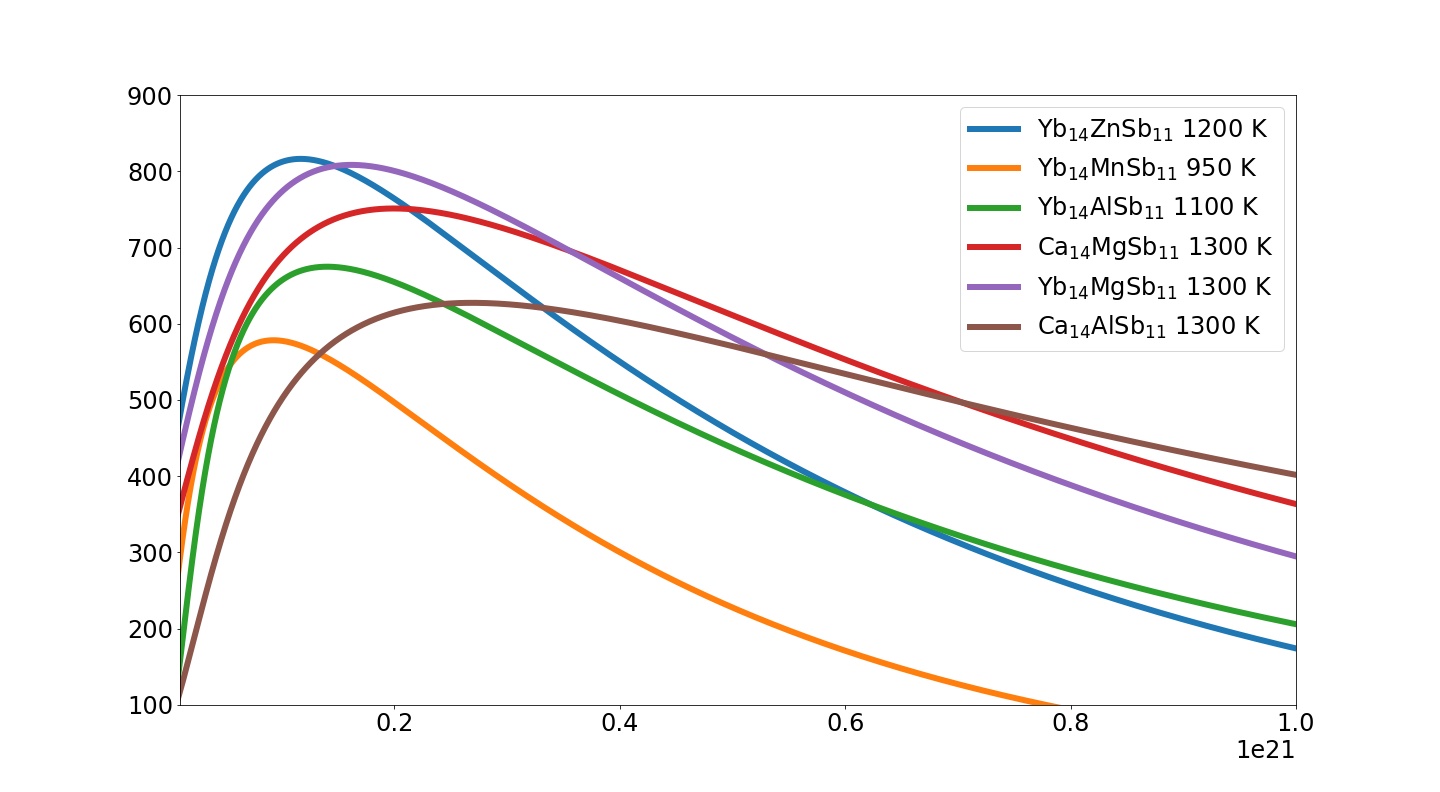 900
800
700
600
500
400
300
200
100
0.2 0.4 0.6 0.8 1.0
1e21
Yb₁₄ZnSb₁₁ 1200 K
Yb₁₄MnSb₁₁ 950 K
Yb₁₄AlSb₁₁ 1100 K
Ca₁₄MgSb₁₁ 1300 K
Yb₁₄MgSb₁₁ 1300 K
Ca₁₄AlSb₁₁ 1300 K